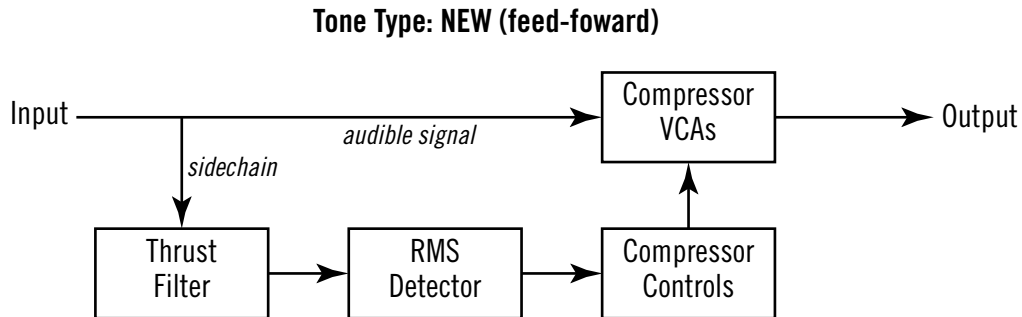 Tone Type: NEW (feed-foward)
Input
audible signal
Compressor
VCAs
Output
sidechain
Thrust
Filter
RMS
Detector
Compressor
Controls